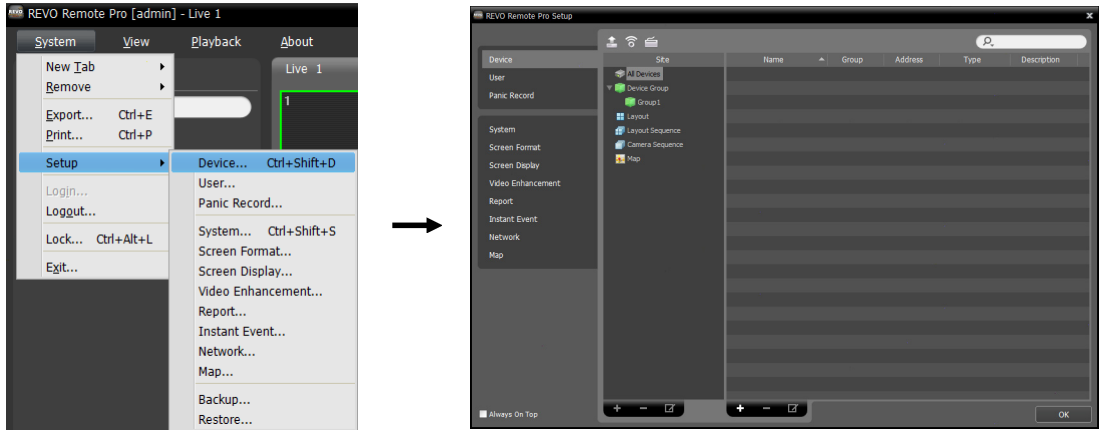 REVO Remote Pro [admin] - Live 1
System View Playback About
New Tab
Remove
Export... Ctrl+E
Print... Ctrl+P
Setup
Login...
Logout...
Lock... Ctrl+Alt+L
Exit...
Live 1
1
Device... Ctrl+Shift+D
User...
Panic Record...
System... Ctrl+Shift+S
Screen Format...
Screen Display...
Video Enhancement...
Report...
Instant Event...
Network...
Map...
Backup...
Restore...
REVO Remote Pro Setup
Device
User
Panic Record
System
Screen Format
Screen Display
Video Enhancement
Report
Instant Event
Network
Map
Always On Top
Site
All Devices
Device Group
Group1
Layout
Layout Sequence
Camera Sequence
Map
Name Group Address Type Description
OK